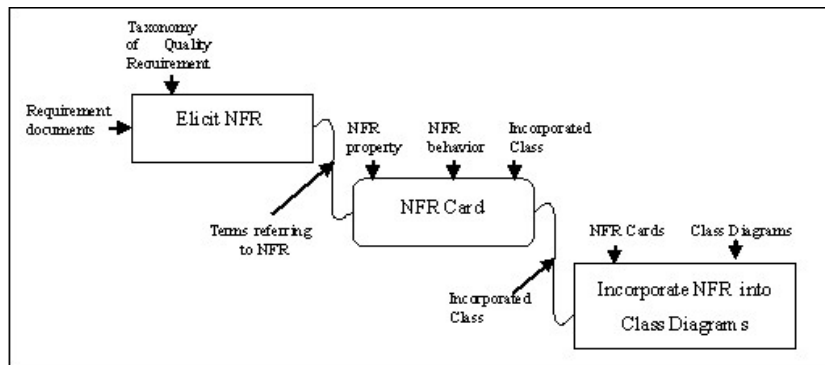 Taxonomy
of Quality
Requirement
Requirement
documents
Elicit NFR
NFR
property
NFR
behavior
Incorporated
Class
Terms referring
to NFR
NFR Card
NFR Cards
Class Diagrams
Incorporated
Class
Incorporate NFR into
Class Diagrams